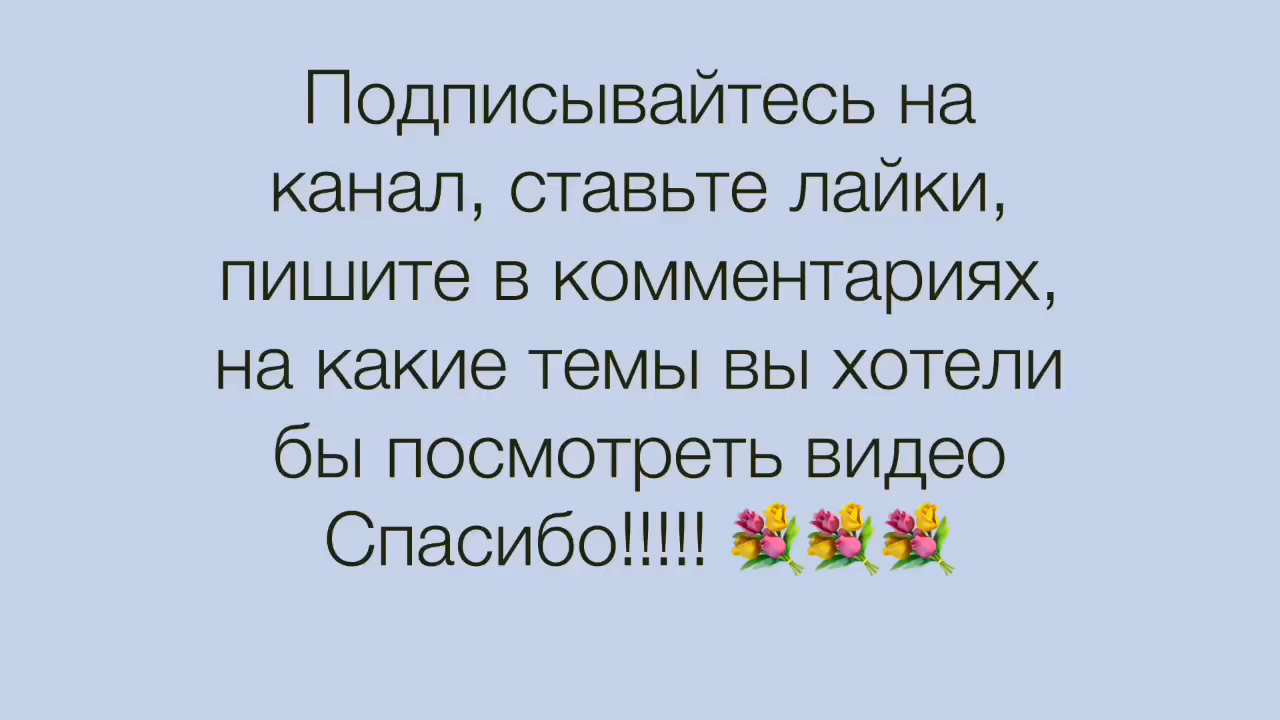 Подписывайтесь на
канал, ставьте лайки,
пишите в комментариях,
на какие темы вы хотели
бы посмотреть видео
Спасибо!!!!! 💐💐💐